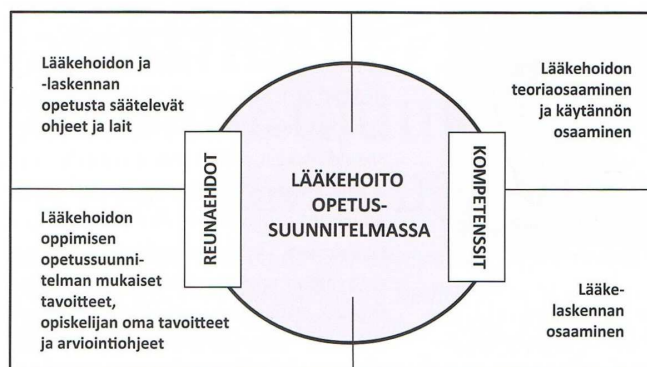 Lääkehoidon ja
-laskennan
opetusta säätelevät
ohjeet ja lait
Lääkehoidon
teoriaosaaminen
ja käytännön
osaaminen
REUNAEHDOT
LÄÄKEHOITO
OPETUS-
SUUNNITELMASSA
KOMPETENSSIT
Lääkehoidon
oppimisen
opetussuunni-
telman mukaiset
tavoitteet,
opiskelijan oma tavoitteet
ja arviointiohjeet
Lääke-
laskennan
osaaminen